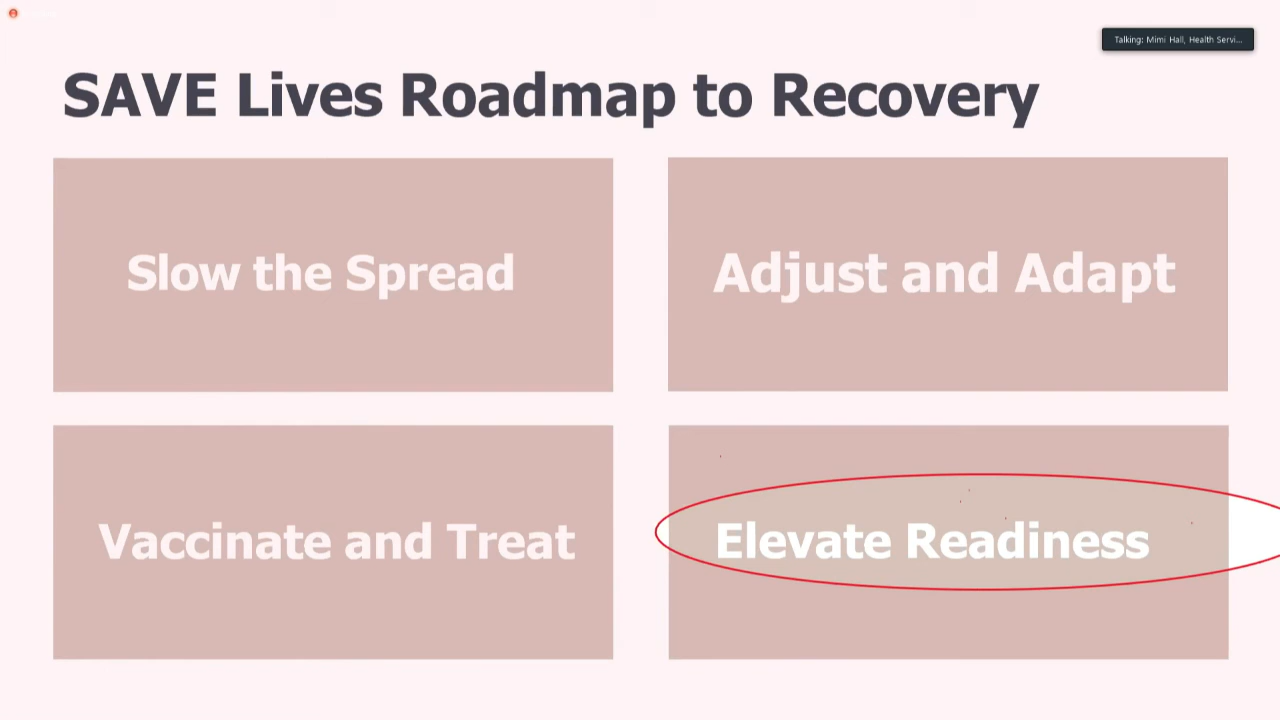 Talking: Mimi Hall, Health Servi...
SAVE Lives Roadmap to Recovery
Slow the Spread
Adjust and Adapt
Vaccinate and Treat
Elevate Readiness